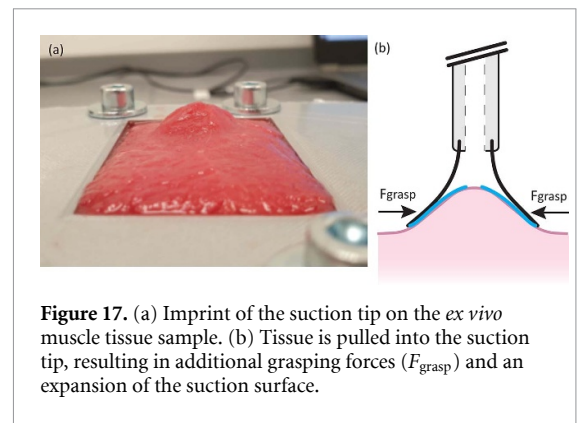 (a)
(b)
Fgrasp
Fgrasp
Figure 17. (a) Imprint of the suction tip on the ex vivo
muscle tissue sample. (b) Tissue is pulled into the suction
tip, resulting in additional grasping forces (Fgrasp) and an
expansion of the suction surface.